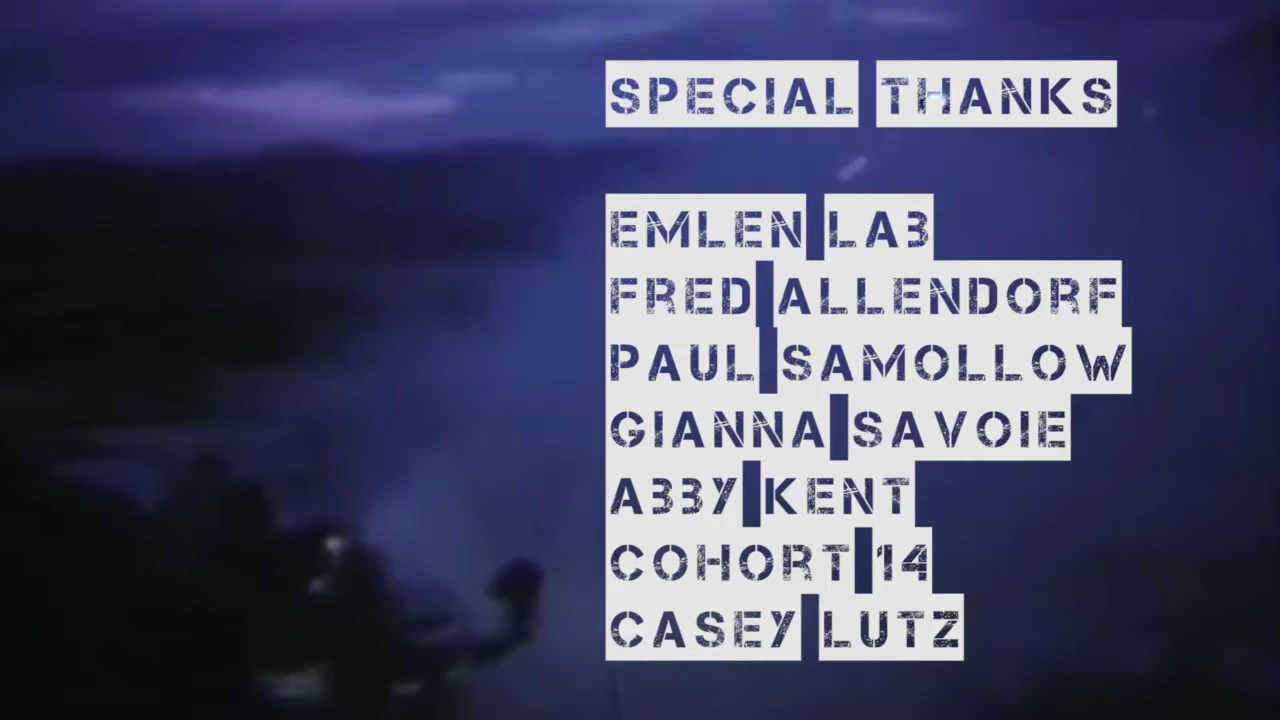 SPECIAL THANKS
EMLEN LAB
FRED ALLENDORF
PAUL SAMOLLOW
GIANNA SAVOIE
ABBY KENT
COHORT 14
CASEY LUTZ